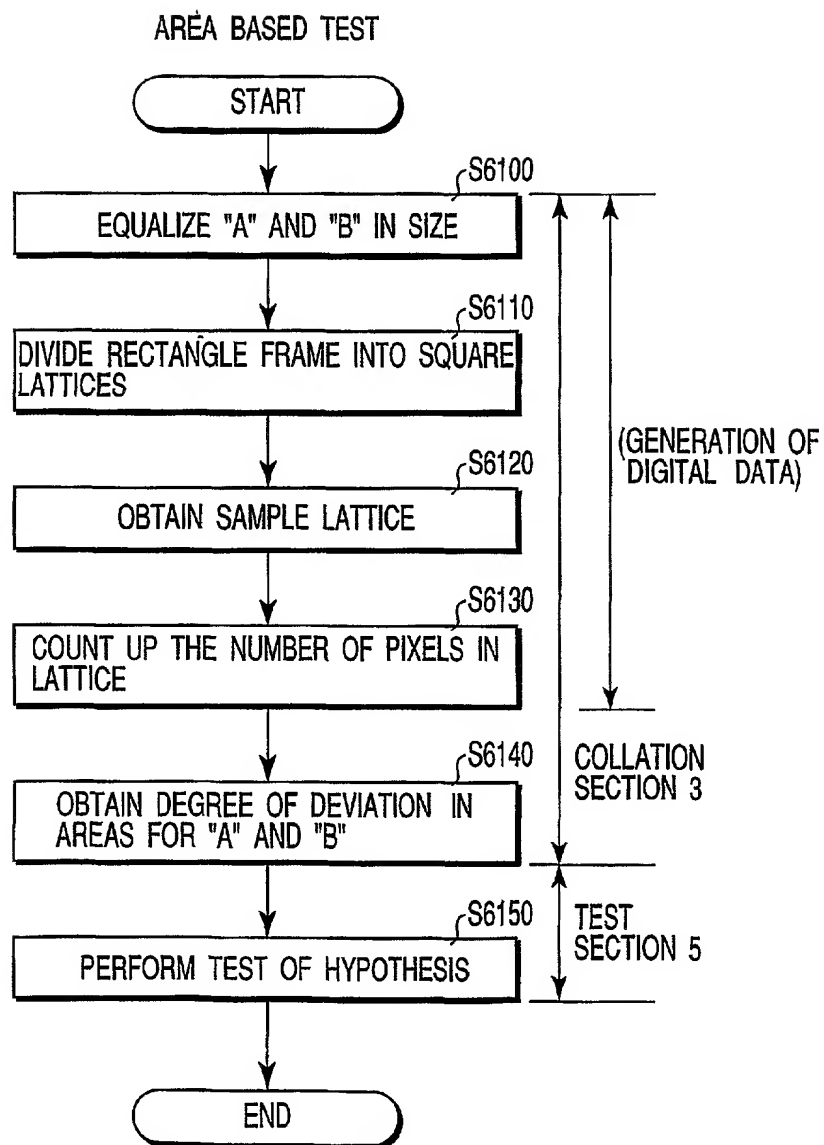 AREA BASED TEST
START
S6100
EQUALIZE "A" AND "B" IN SIZE
S6110
DIVIDE RECTANGLE FRAME INTO SQUARE
LATTICES
S6120
OBTAIN SAMPLE LATTICE
S6130
COUNT UP THE NUMBER OF PIXELS IN
LATTICE
(GENERATION OF
DIGITAL DATA)
S6140
OBTAIN DEGREE OF DEVIATION IN
AREAS FOR "A" AND "B"
COLLATION
SECTION 3
S6150
PERFORM TEST OF HYPOTHESIS
TEST
SECTION 5
END